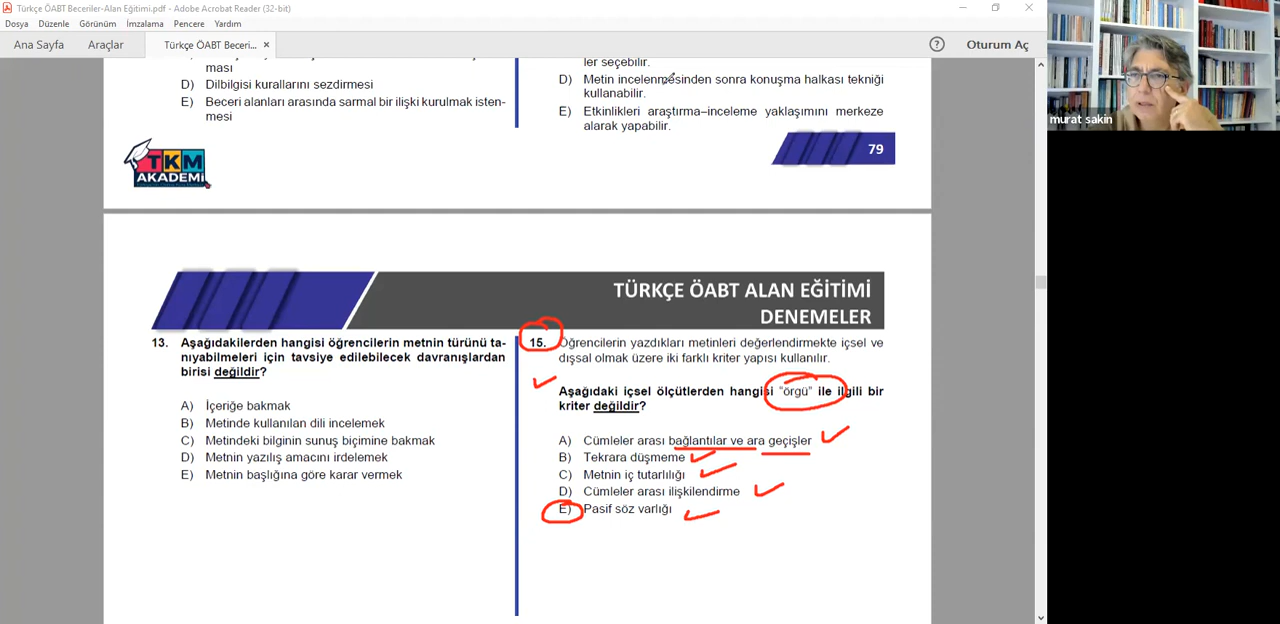 Türkçe ÖABT Beceriler-Alan Eğitimi.pdf - Adobe Acrobat Reader (32-bit)
Dosya Düzenle Görünüm İmzalama Pencere Yardım
Ana Sayfa Araçlar Türkçe ÖABT Beceri... × ? Oturum Aç
ması
D) Dilbilgisi kurallarını sezdirmesi
E) Beceri alanları arasında sarmal bir ilişki kurulmak isten-
mesi
ler seçebilir.
D) Metin incelenmesinden sonra konuşma halkası tekniği
kullanabilir.
E) Etkinlikleri araştırma–inceleme yaklaşımını merkeze
alarak yapabilir.
murat sakin
TKM
AKADEMİ
79
TÜRKÇE ÖABT ALAN EĞİTİMİ
DENEMELER
13. Aşağıdakilerden hangisi öğrencilerin metnin türünü ta-
nıyabilmeleri için tavsiye edilebilecek davranışlardan
birisi değildir?
A) İçeriğe bakmak
B) Metinde kullanılan dili incelemek
C) Metindeki bilginin sunuş biçimine bakmak
D) Metnin yazılış amacını irdelemek
E) Metnin başlığına göre karar vermek
15. Öğrencilerin yazdıkları metinleri değerlendirmekte içsel ve
dışsal olmak üzere iki farklı kriter yapısı kullanılır.
Aşağıdaki içsel ölçütlerden hangisi "örgü" ile ilgili bir
kriter değildir?
A) Cümleler arası bağlantılar ve ara geçişler
B) Tekrara düşmeme
C) Metnin iç tutarlılığı
D) Cümleler arası ilişkilendirme
E) Pasif söz varlığı